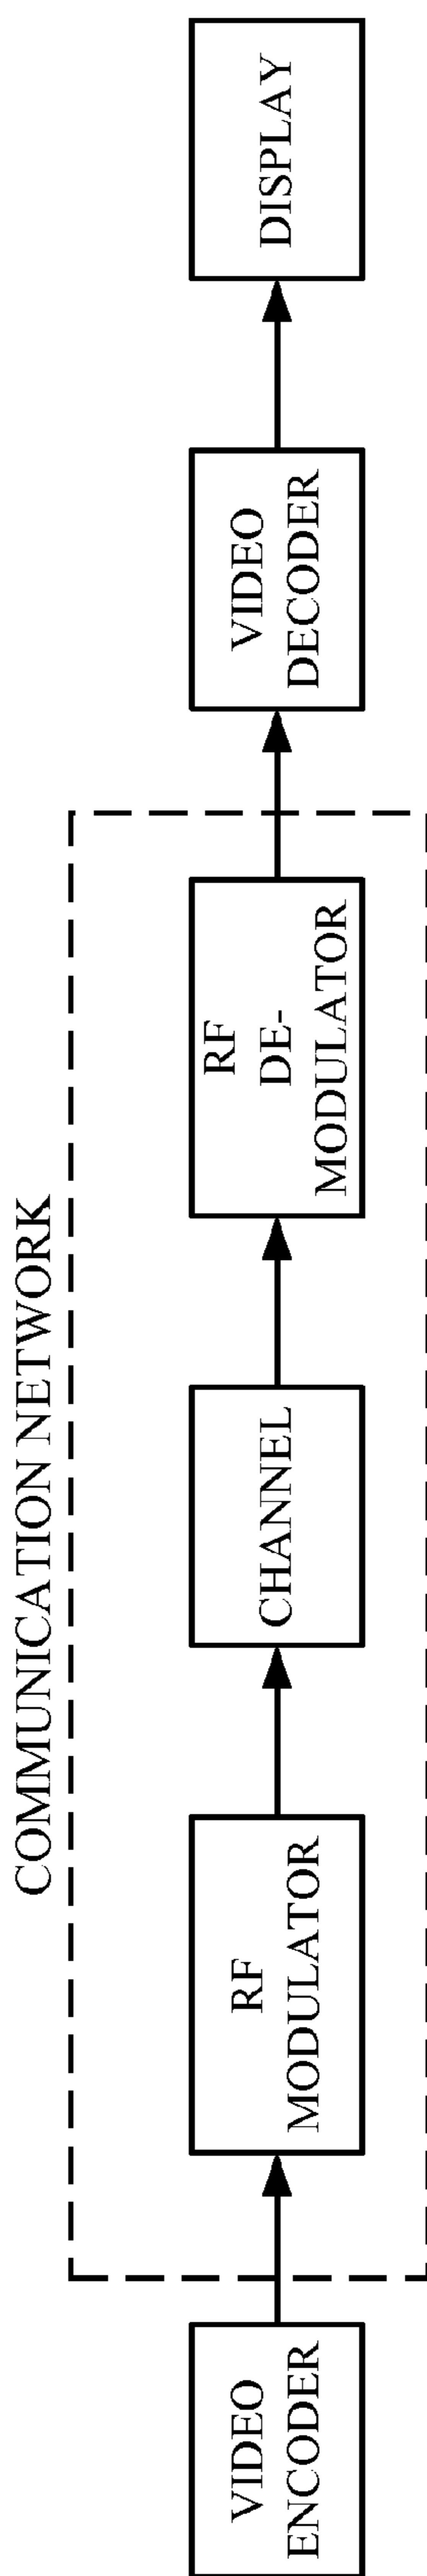 COMMUNICATION NETWORK
VIDEO
ENCODER
RF
MODULATOR
CHANNEL
RF
DE-
MODULATOR
VIDEO
DECODER
DISPLAY